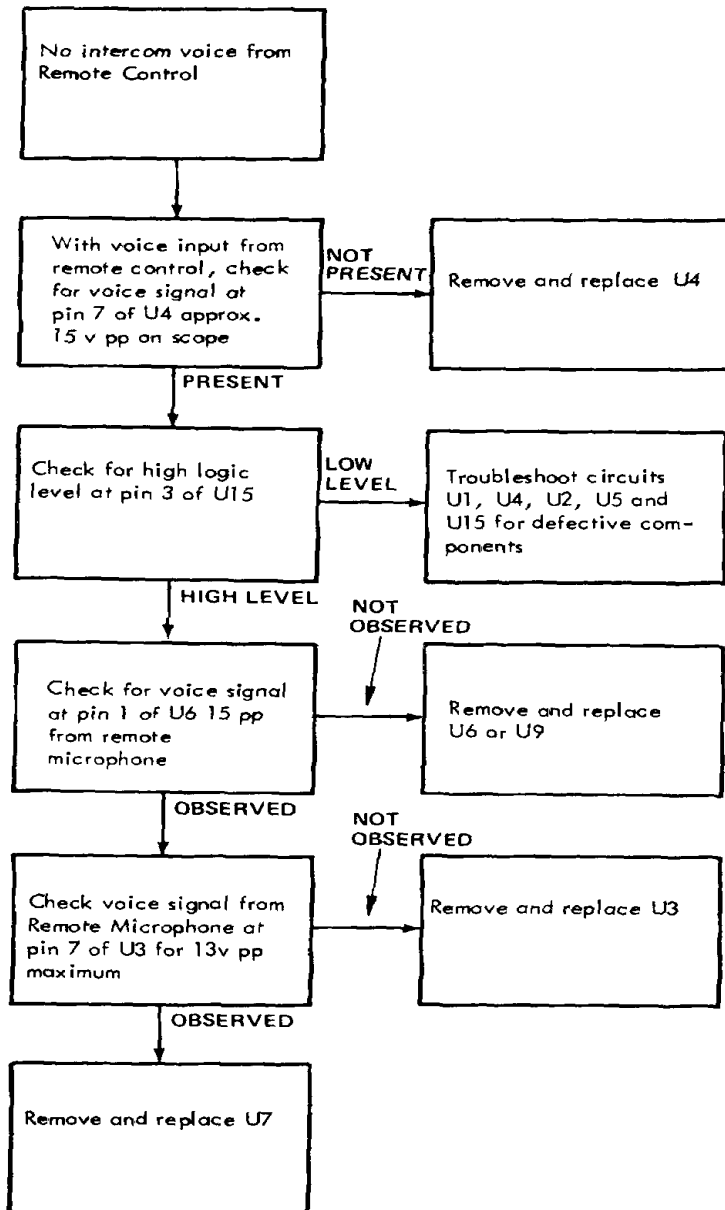 No intercom voice from
Remote Control
With voice input from
remote control, check
for voice signal at
pin 7 of U4 approx.
15 v pp on scope
NOT
PRESENT
Remove and replace U4
PRESENT
Check for high logic
level at pin 3 of U15
LOW
LEVEL
Troubleshoot circuits
U1, U4, U2, U5 and
U15 for defective com-
ponents
HIGH LEVEL
NOT
OBSERVED
Check for voice signal
at pin 1 of U6 15 pp
from remote
microphone
Remove and replace
U6 or U9
OBSERVED
NOT
OBSERVED
Check voice signal from
Remote Microphone at
pin 7 of U3 for 13v pp
maximum
Remove and replace U3
OBSERVED
Remove and replace U7